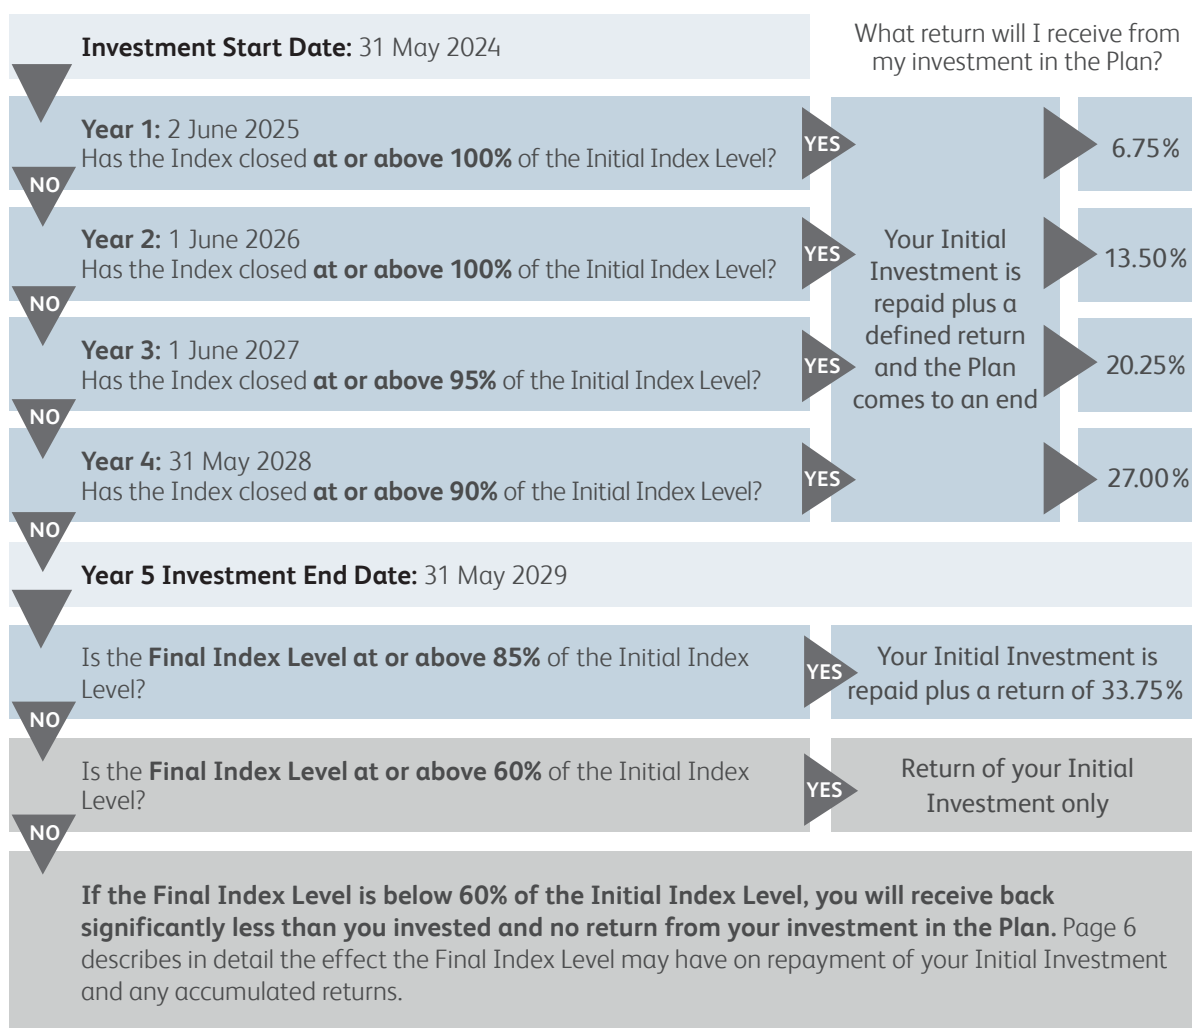 Investment Start Date: 31 May 2024
What return will I receive from
my investment in the Plan?
Year 1: 2 June 2025
Has the Index closed at or above 100% of the Initial Index Level?
YES
6.75%
NO
Year 2: 1 June 2026
Has the Index closed at or above 100% of the Initial Index Level?
YES
13.50%
NO
Year 3: 1 June 2027
Has the Index closed at or above 95% of the Initial Index Level?
YES
20.25%
NO
Year 4: 31 May 2028
Has the Index closed at or above 90% of the Initial Index Level?
YES
27.00%
NO
Your Initial
Investment is
repaid plus a
defined return
and the Plan
comes to an end
Year 5 Investment End Date: 31 May 2029
Is the Final Index Level at or above 85% of the Initial Index
Level?
YES
Your Initial Investment is
repaid plus a return of 33.75%
NO
Is the Final Index Level at or above 60% of the Initial Index
Level?
YES
Return of your Initial
Investment only
NO
If the Final Index Level is below 60% of the Initial Index Level, you will receive back
significantly less than you invested and no return from your investment in the Plan. Page 6
describes in detail the effect the Final Index Level may have on repayment of your Initial Investment
and any accumulated returns.